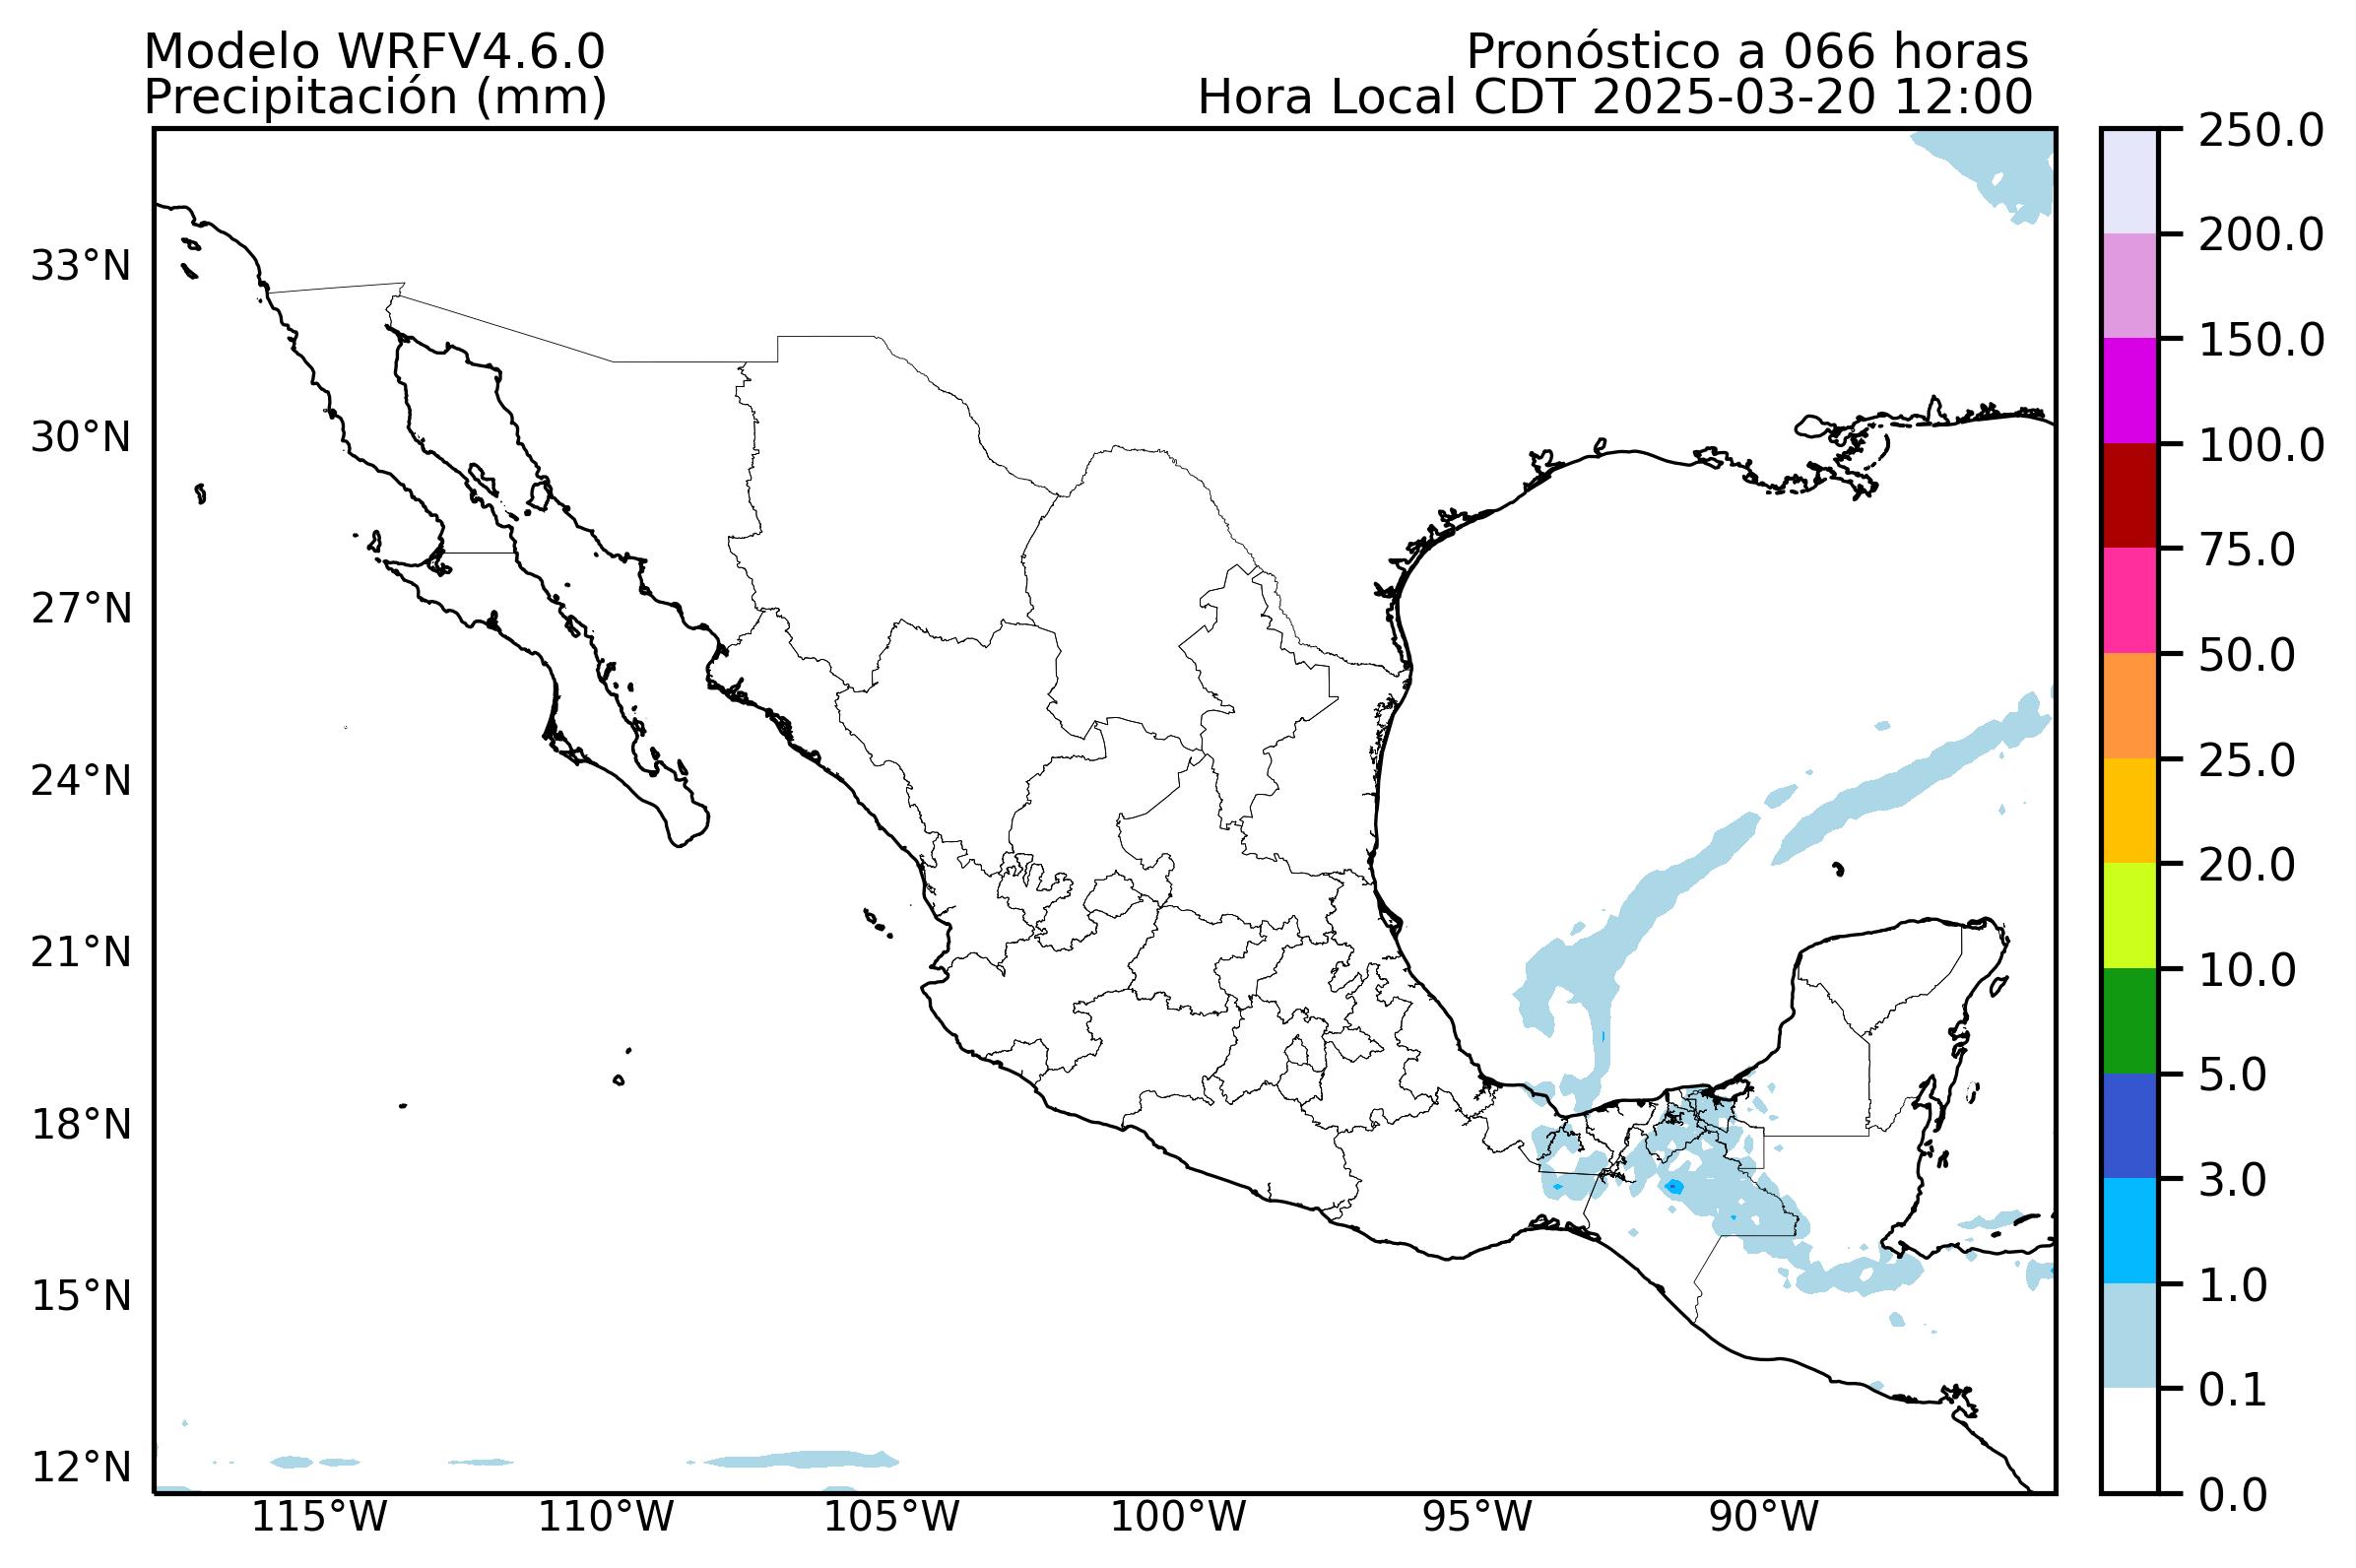 Modelo WRFV4.6.0
Pronóstico a 066 horas
Precipitación (mm)
Hora Local CDT 2025-03-20 12:00
33°N
30°N
27°N
24°N
21°N
18°N
15°N
12°N
115°W
110°W
105°W
100°W
95°W
90°W
250.0
200.0
150.0
100.0
75.0
50.0
25.0
20.0
10.0
5.0
3.0
1.0
0.1
0.0